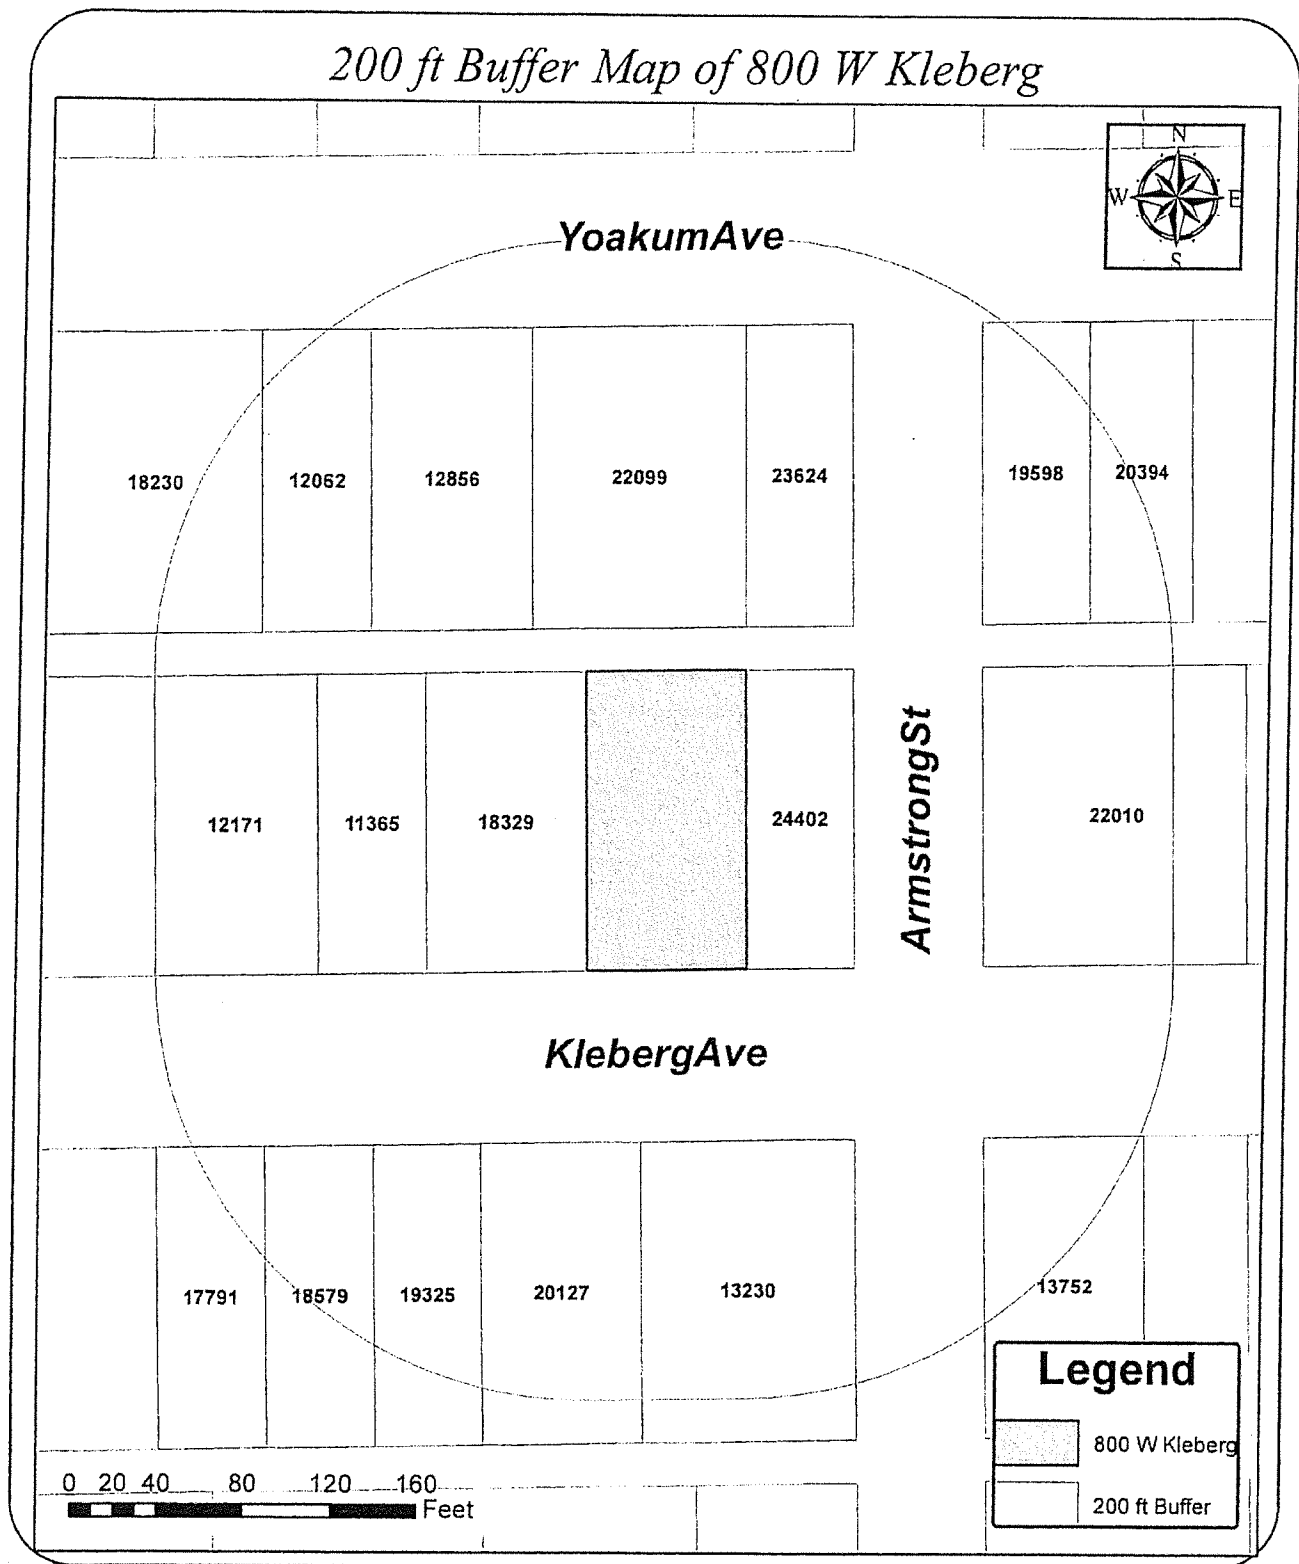 200 ft Buffer Map of 800 W Kleberg
N
W E
S
YoakumAve
18230 12062 12856 22099 23624 19598 20394
12171 11365 18329 24402 ArmstrongSt 22010
KlebergAve
17791 18579 19325 20127 13230 13752
Legend
800 W Kleberg
200 ft Buffer
0 20 40 80 120 160
Feet